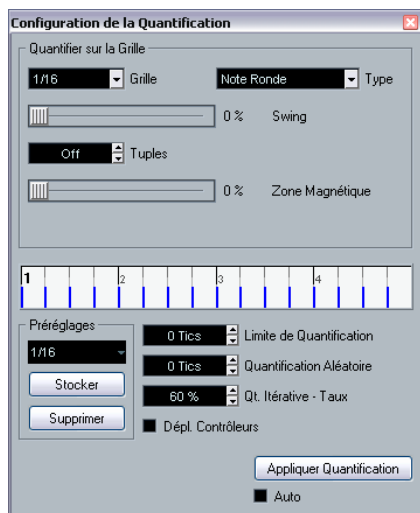 Configuration de la Quantification
Quantifier sur la Grille
1/16 Grille Note Ronde Type
0 % Swing
Off Tuples
0 % Zone Magnétique
1 2 3 4
Préréglages
1/16
Stocker
Supprimer
0 Tics Limite de Quantification
0 Tics Quantification Aléatoire
60 % Qt. Itérative - Taux
Dépl. Contrôleurs
Appliquer Quantification
Auto